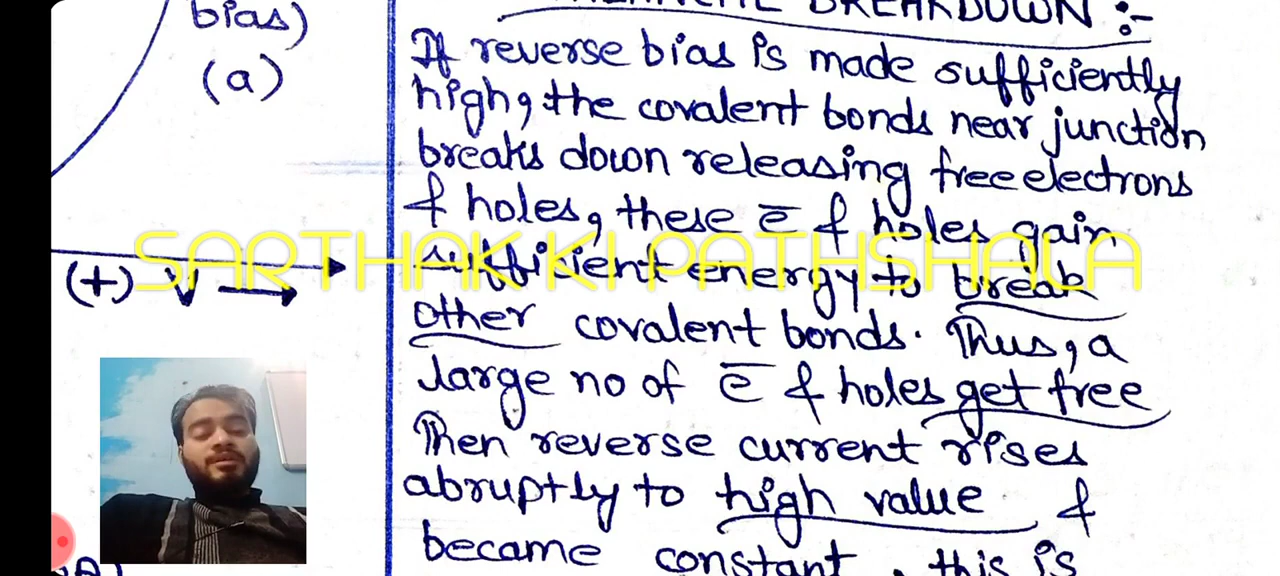 bias)
(a)
(+) V
BREAKDOWN :-
If reverse bias is made sufficiently
high, the covalent bonds near junction
breaks down releasing free electrons
& holes, these e̅ & holes gain
SARTHAK KI PATHSHALA
sufficient energy to break
other covalent bonds. Thus, a
large no of e̅ & holes get free
Then reverse current rises
abruptly to high value &
became constant, this is